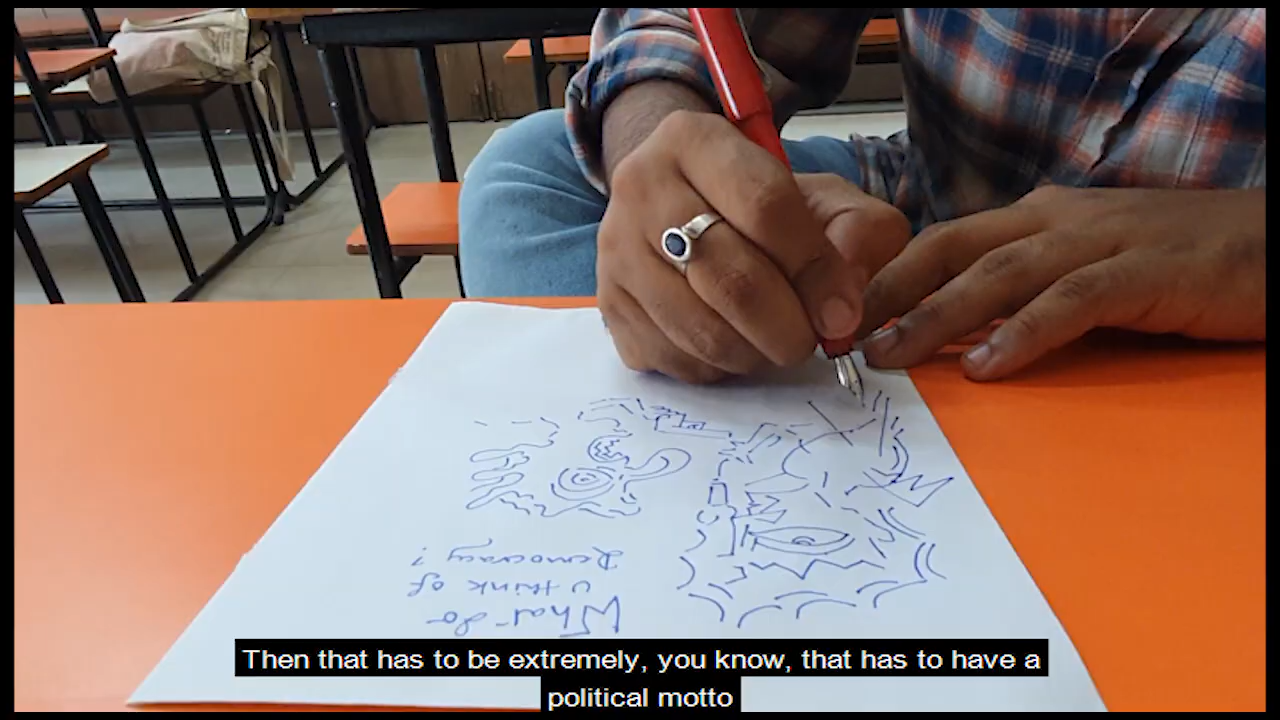 What do
u think of
Democracy?
Then that has to be extremely, you know, that has to have a
political motto